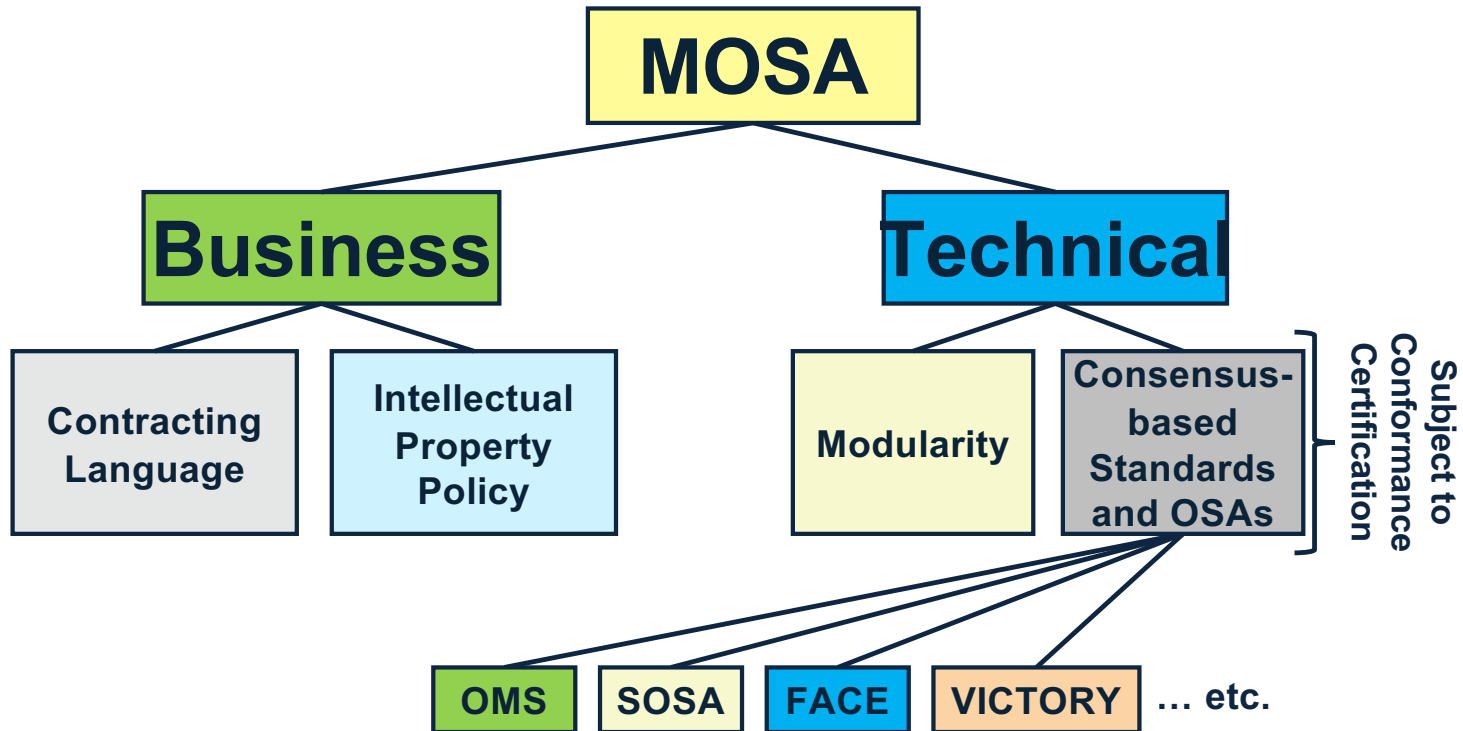 MOSA
Business
Technical
Contracting
Language
Intellectual
Property
Policy
Modularity
Consensus-
based
Standards
and OSAs
Subject to
Conformance
Certification
OMS
SOSA
FACE
VICTORY
... etc.